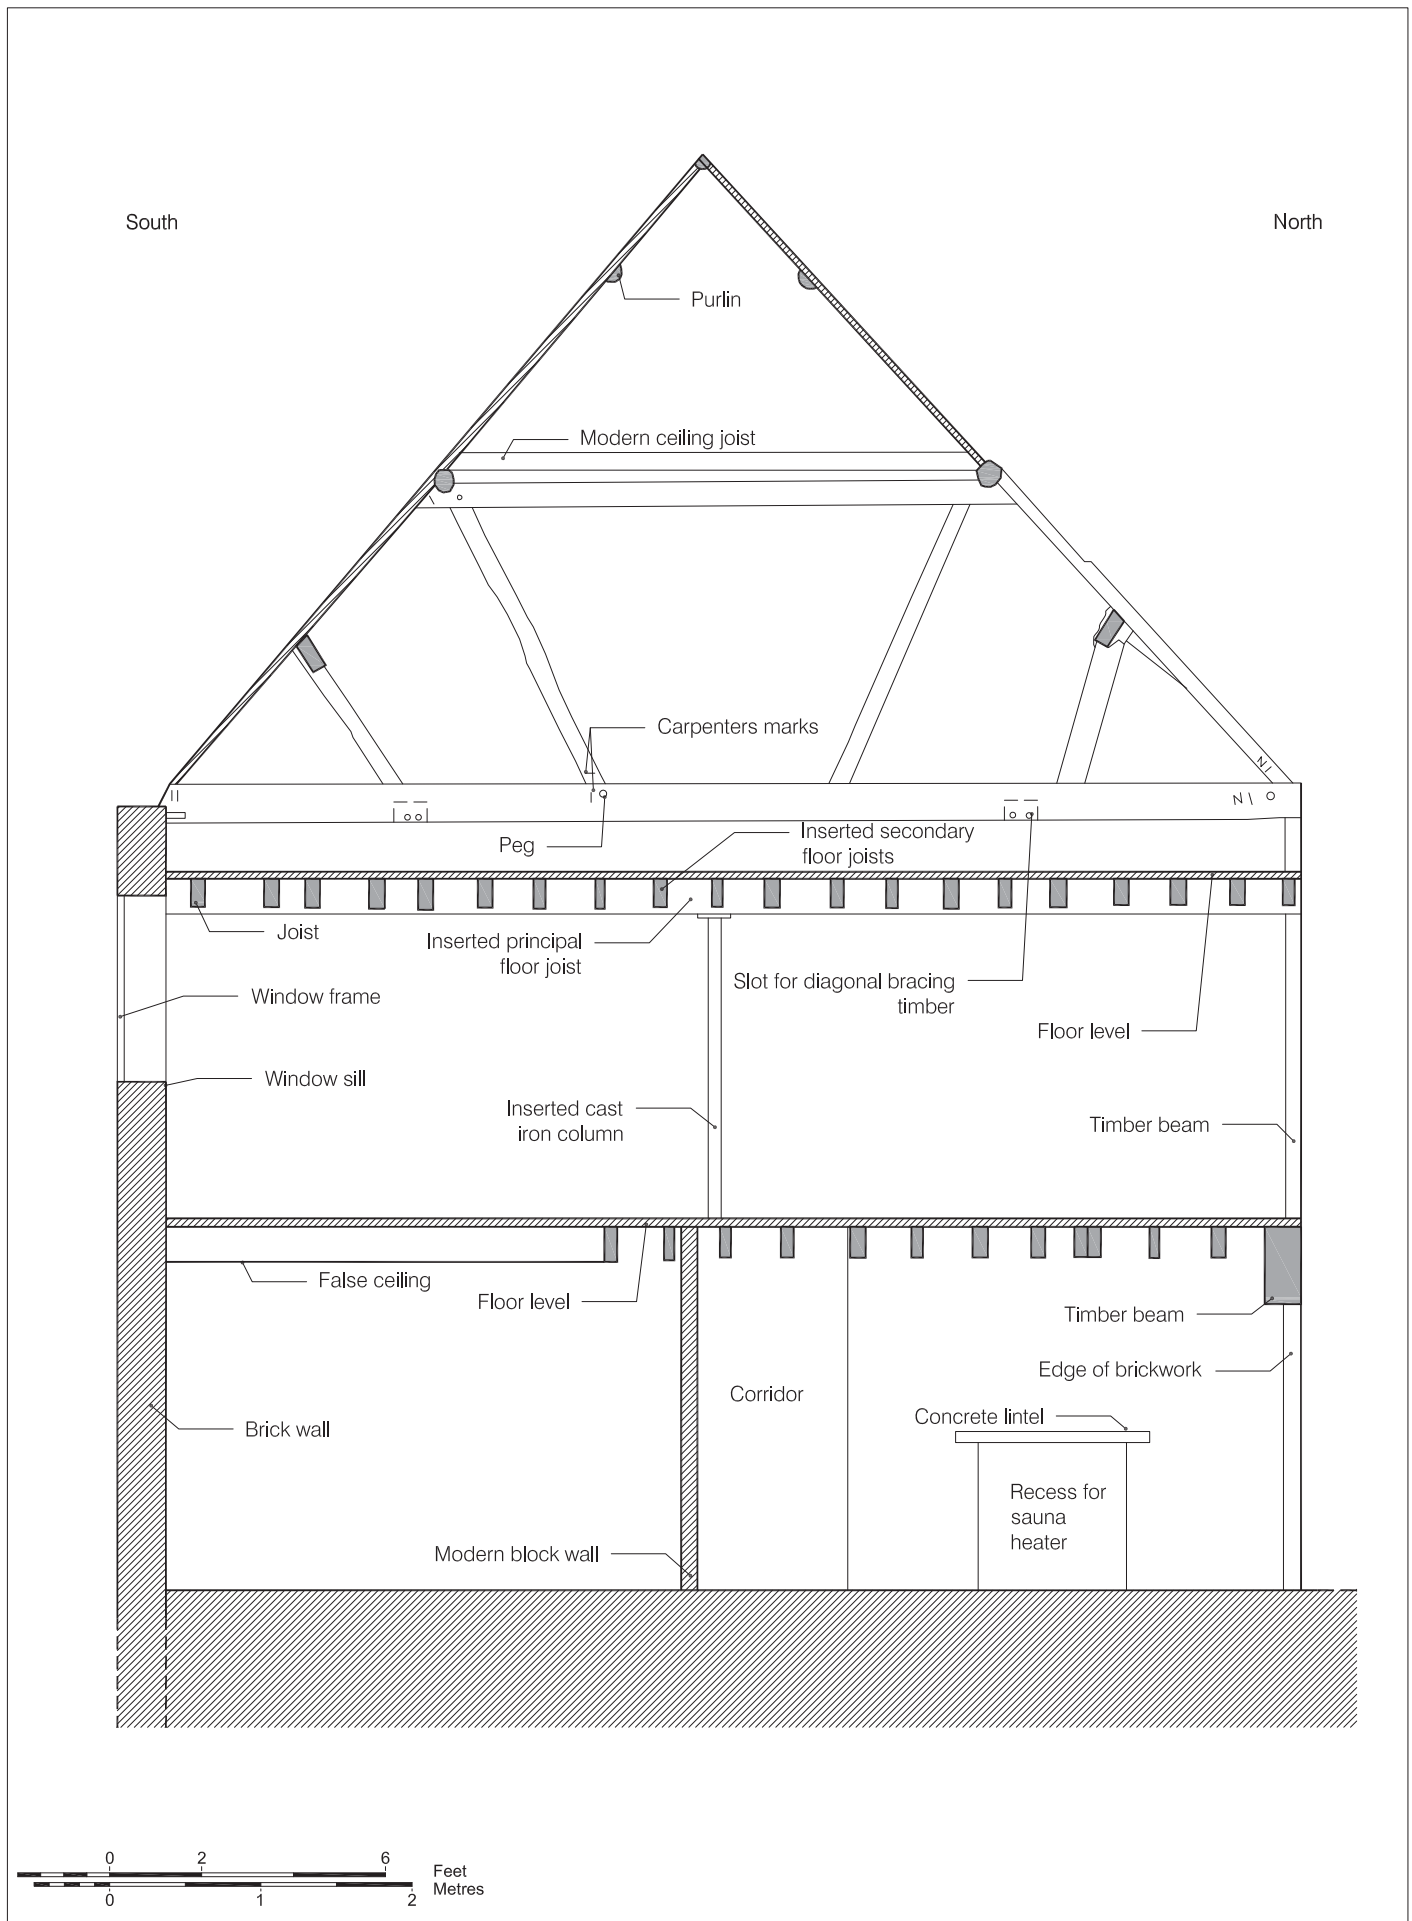 South
North
Purlin
Modern ceiling joist
Carpenters marks
Peg
Inserted secondary
floor joists
Joist
Inserted principal
floor joist
Slot for diagonal bracing
timber
Window frame
Floor level
Window sill
Inserted cast
iron column
Timber beam
False ceiling
Floor level
Timber beam
Edge of brickwork
Corridor
Concrete lintel
Brick wall
Recess for
sauna
heater
Modern block wall
0 2 6
Feet
Metres
0 1 2